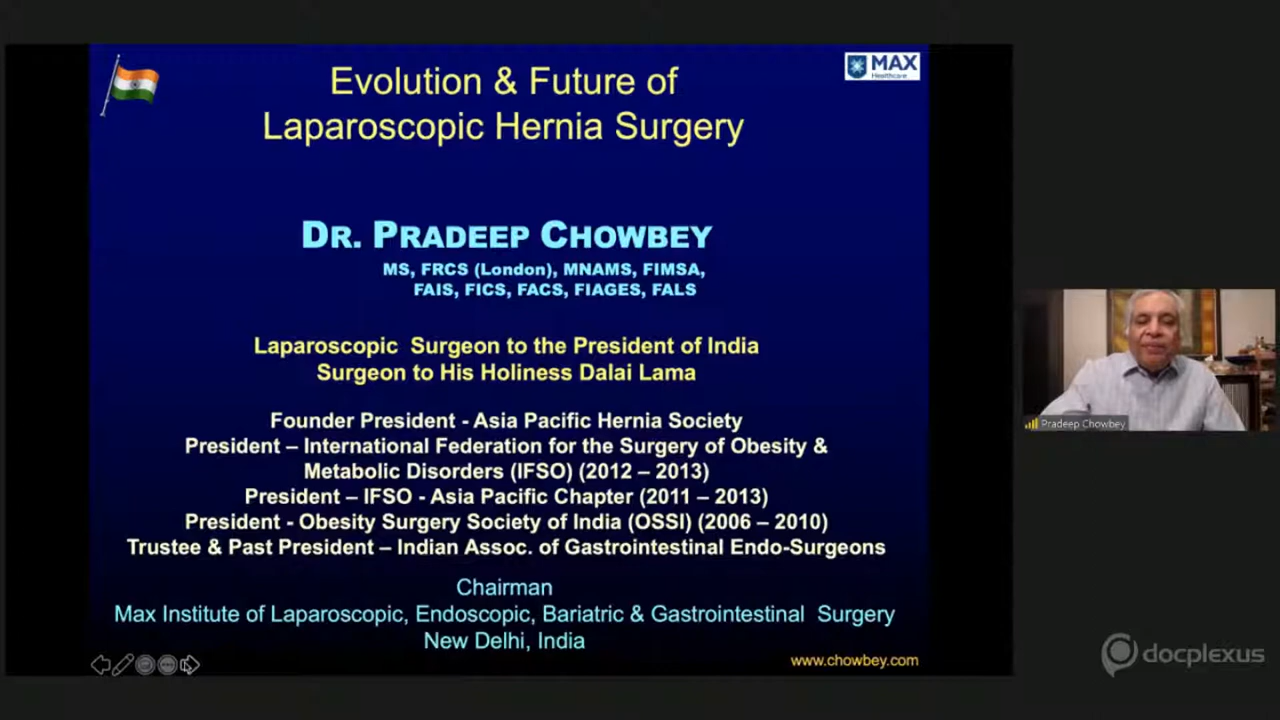 Evolution & Future of
Laparoscopic Hernia Surgery
MAX
Healthcare
DR. PRADEEP CHOWBEY
MS, FRCS (London), MNAMS, FIMSA,
FAIS, FICS, FACS, FIAGES, FALS
Laparoscopic Surgeon to the President of India
Surgeon to His Holiness Dalai Lama
Founder President - Asia Pacific Hernia Society
President – International Federation for the Surgery of Obesity &
Metabolic Disorders (IFSO) (2012 – 2013)
President – IFSO - Asia Pacific Chapter (2011 – 2013)
President - Obesity Surgery Society of India (OSSI) (2006 – 2010)
Trustee & Past President – Indian Assoc. of Gastrointestinal Endo-Surgeons
Chairman
Max Institute of Laparoscopic, Endoscopic, Bariatric & Gastrointestinal Surgery
New Delhi, India
www.chowbey.com
Pradeep Chowbey
docplexus